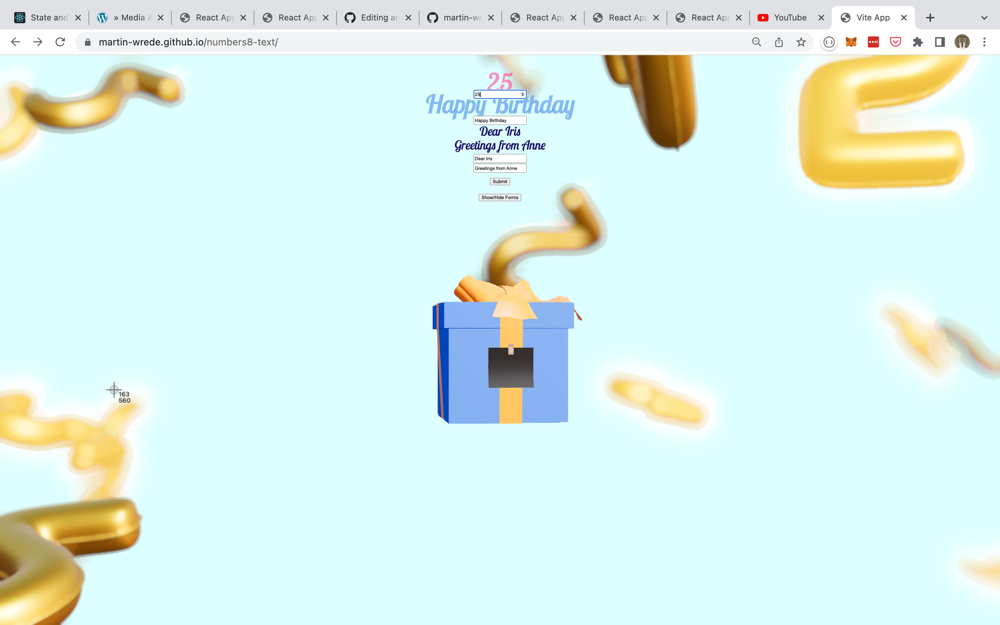 State and
» Media A
React App
React App
Editing a
martin-wr
React App
React App
React App
YouTube
Vite App
martin-wrede.github.io/numbers8-text/
25
25
Happy Birthday
Happy Birthday
Dear Iris
Greetings from Anne
Dear Iris
Greetings from Anne
Submit
Show/Hide Forms
163
560